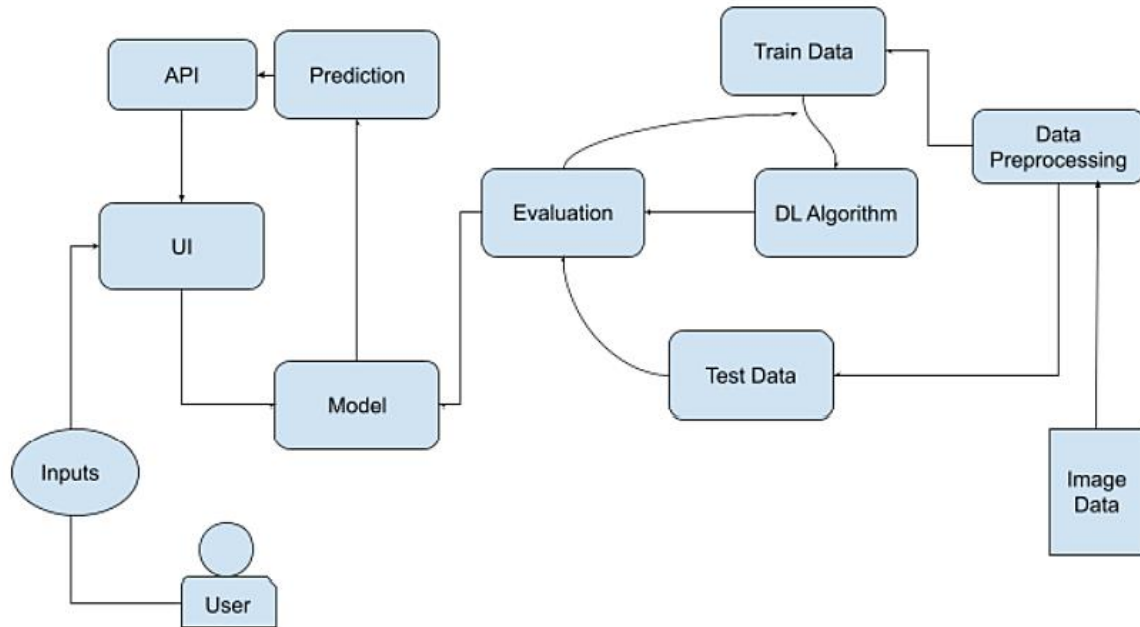 Train Data
API
Prediction
Data
Preprocessing
Evaluation
DL Algorithm
UI
Test Data
Model
Inputs
Image
Data
User